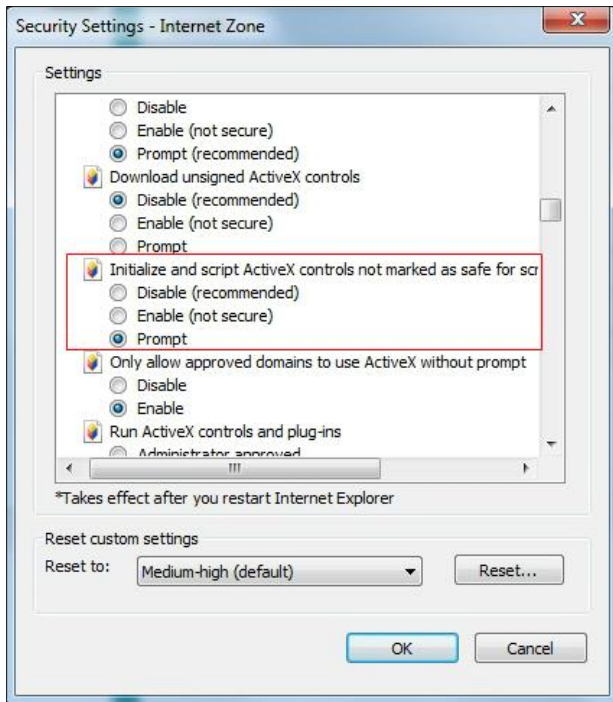 Security Settings - Internet Zone
Settings
Disable
Enable (not secure)
Prompt (recommended)
Download unsigned ActiveX controls
Disable (recommended)
Enable (not secure)
Prompt
Initialize and script ActiveX controls not marked as safe for scr
Disable (recommended)
Enable (not secure)
Prompt
Only allow approved domains to use ActiveX without prompt
Disable
Enable
Run ActiveX controls and plug-ins
Administrator approved
*Takes effect after you restart Internet Explorer
Reset custom settings
Reset to: Medium-high (default) Reset...
OK Cancel